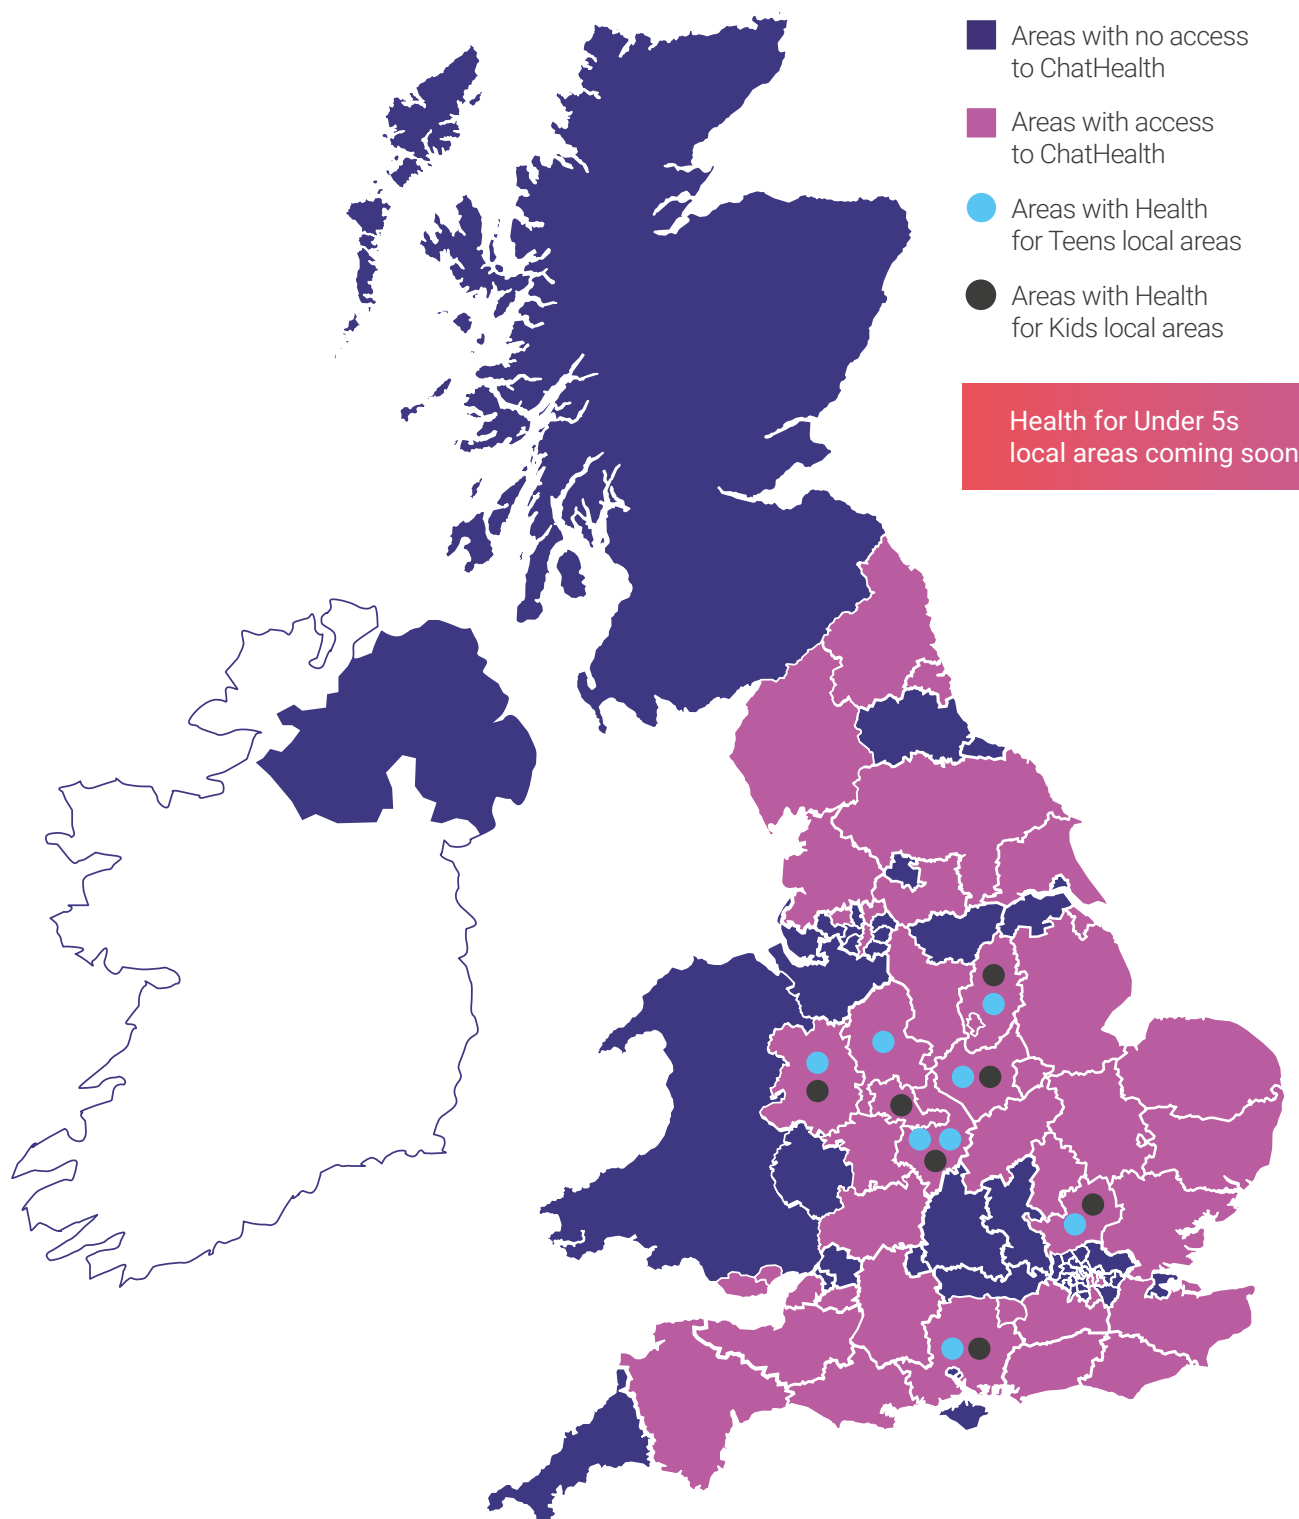 Areas with no access
to ChatHealth
Areas with access
to ChatHealth
Areas with Health
for Teens local areas
Areas with Health
for Kids local areas
Health for Under 5s
local areas coming soon